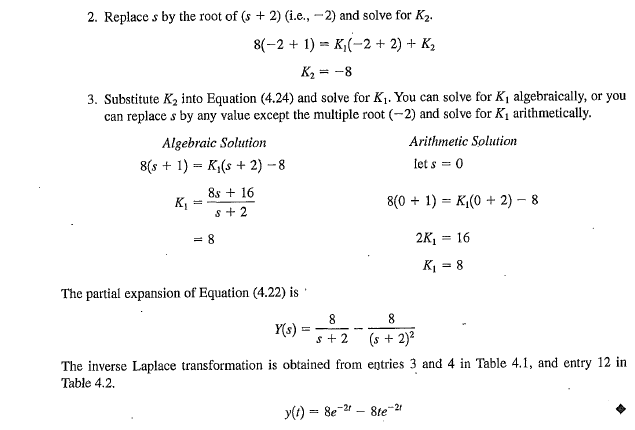 2. Replace s by the root of (s + 2) (i.e., −2) and solve for K₂.
8(−2 + 1) = K₁(−2 + 2) + K₂
K₂ = −8
3. Substitute K₂ into Equation (4.24) and solve for K₁. You can solve for K₁ algebraically, or you
can replace s by any value except the multiple root (−2) and solve for K₁ arithmetically.
Algebraic Solution
8(s + 1) = K₁(s + 2) − 8
K₁ = (8s + 16)/(s + 2)
= 8
Arithmetic Solution
let s = 0
8(0 + 1) = K₁(0 + 2) − 8
2K₁ = 16
K₁ = 8
The partial expansion of Equation (4.22) is
Y(s) = 8/(s + 2) − 8/(s + 2)²
The inverse Laplace transformation is obtained from entries 3 and 4 in Table 4.1, and entry 12 in
Table 4.2.
y(t) = 8e⁻²ᵗ − 8te⁻²ᵗ ◆